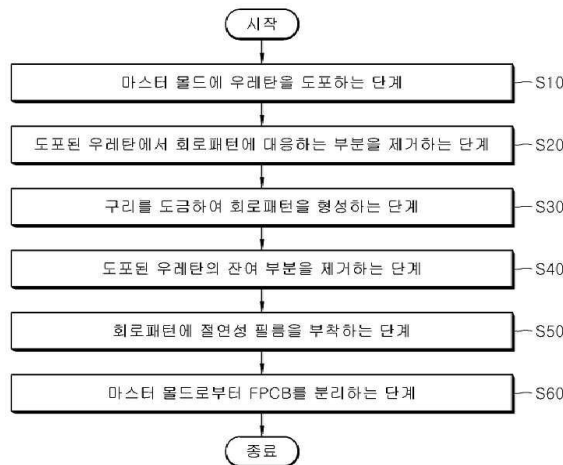 시작
마스터 몰드에 우레탄을 도포하는 단계 S10
도포된 우레탄에서 회로패턴에 대응하는 부분을 제거하는 단계 S20
구리를 도금하여 회로패턴을 형성하는 단계 S30
도포된 우레탄의 잔여 부분을 제거하는 단계 S40
회로패턴에 절연성 필름을 부착하는 단계 S50
마스터 몰드로부터 FPCB를 분리하는 단계 S60
종료